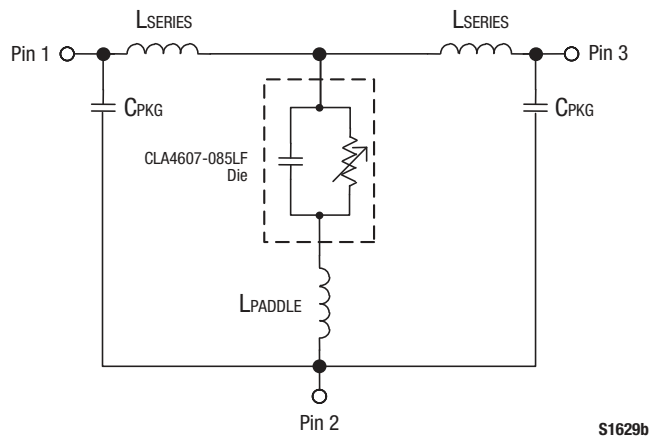 LSERIES
LSERIES
Pin 1
Pin 3
CPKG
CPKG
CLA4607-085LF
Die
LPADDLE
Pin 2
S1629b